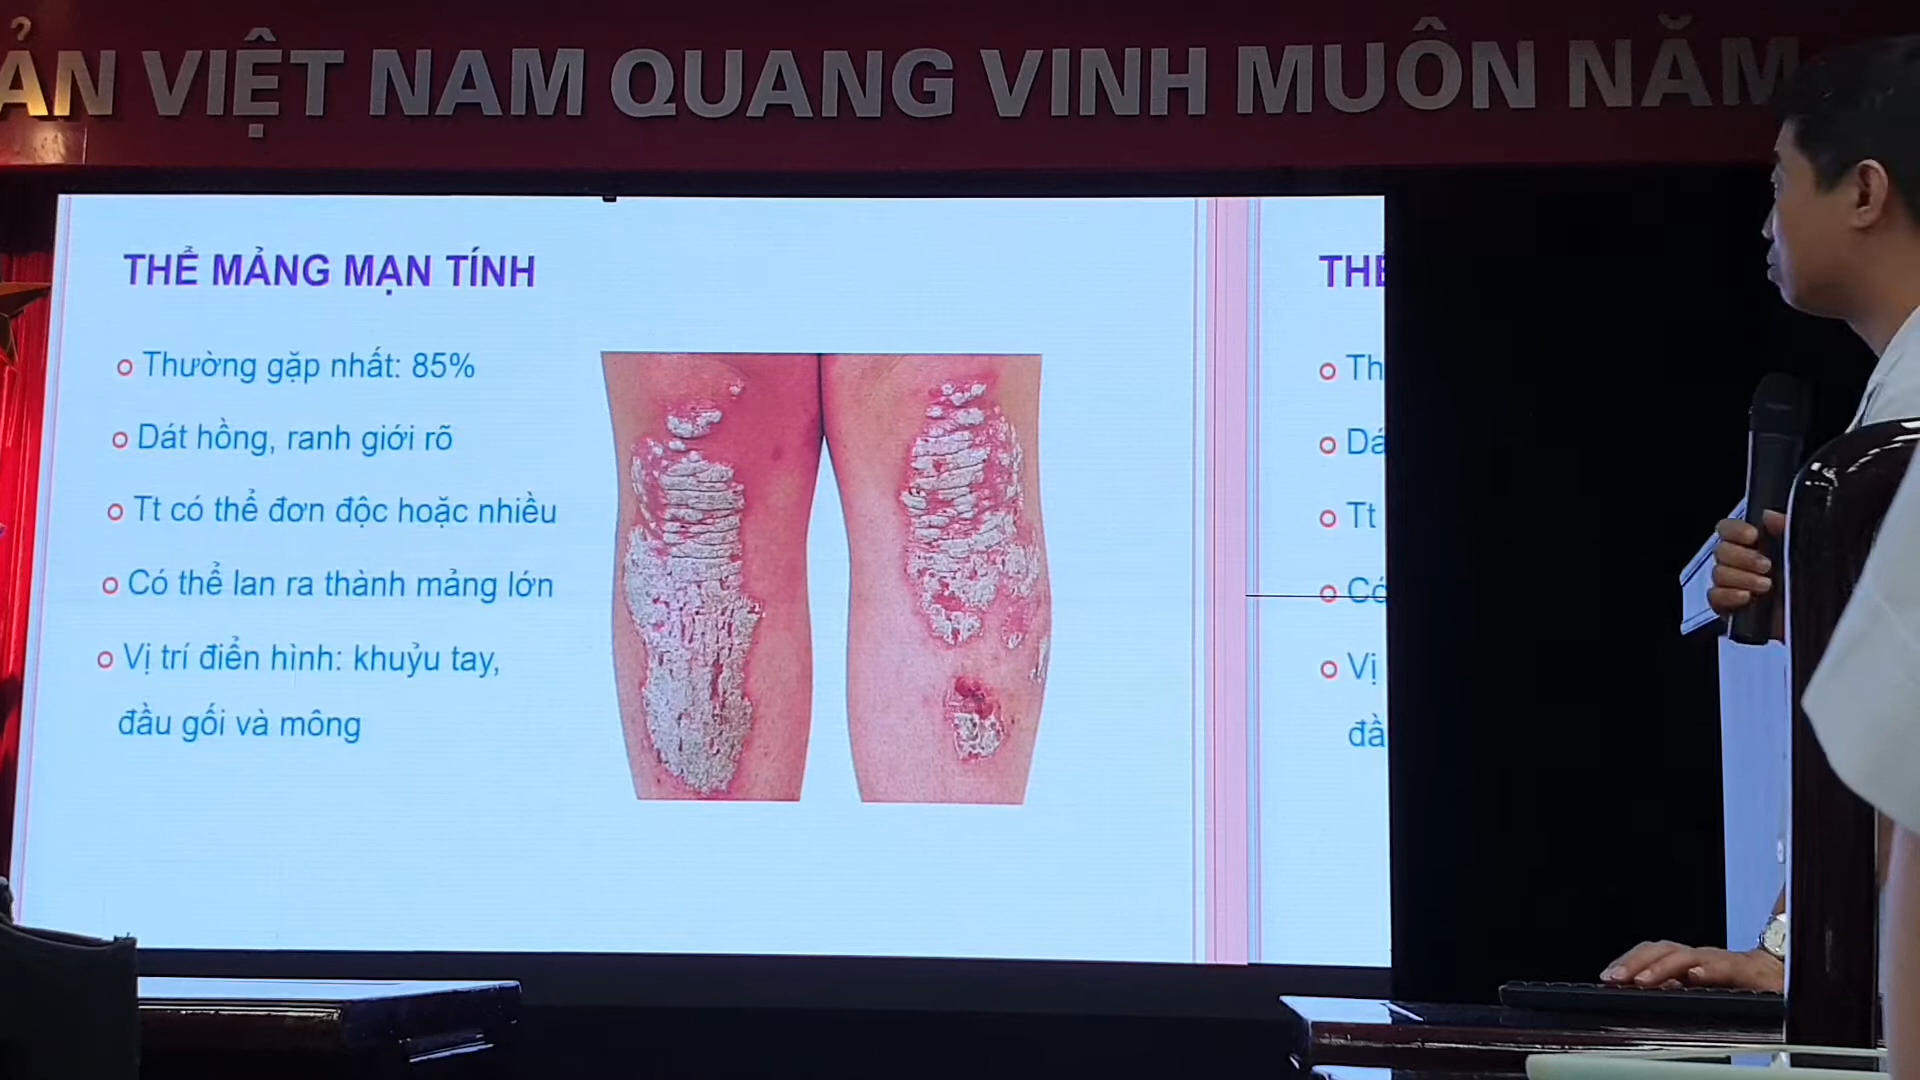 ẢN VIỆT NAM QUANG VINH MUÔN NĂM
THỂ MẢNG MẠN TÍNH
Thường gặp nhất: 85%
Dát hồng, ranh giới rõ
Tt có thể đơn độc hoặc nhiều
Có thể lan ra thành mảng lớn
Vị trí điển hình: khuỷu tay,
đầu gối và mông
THỂ
Th
Dá
Tt
Có
Vị
đầ